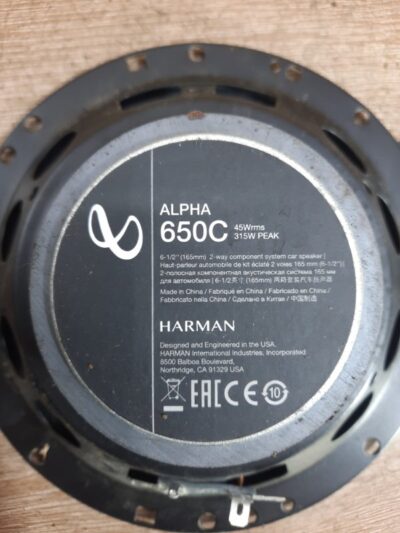 ALPHA
650C 45Wrms
315W PEAK
6-1/2" (165mm) 2-way component system car speaker |
Haut-parleur automobile de kit éclaté 2 voies 165 mm (6-1/2") |
2-полосная компонентная акустическая система 165 мм
для автомобиля | 6-1/2英寸 (165mm) 两路套装汽车扬声器
Made in China / Fabriqué en China / Fabricado en China /
Fabbricato nella China / Сделано в Китае / 中国制造
HARMAN
Designed and Engineered in the USA.
HARMAN International Industries, Incorporated
8500 Balboa Boulevard,
Northridge, CA 91329 USA
EAC CE 10